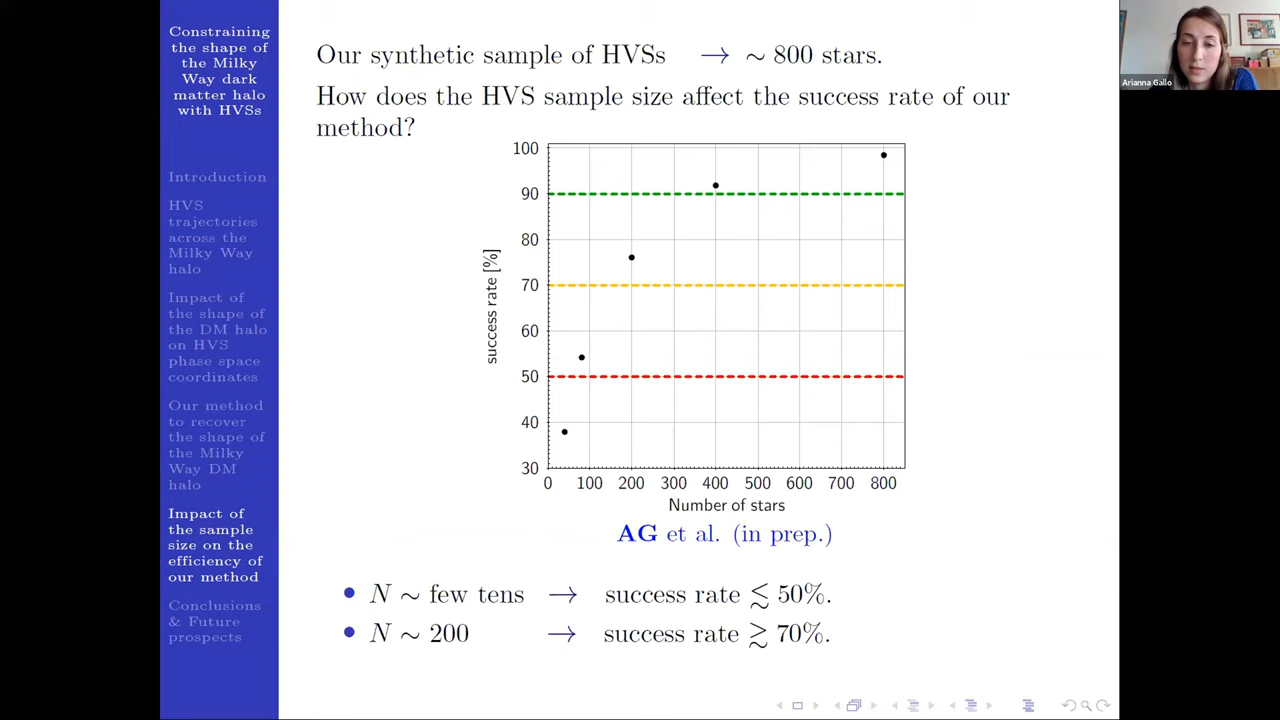 Constraining
the shape of
the Milky
Way dark
matter halo
with HVSs
Introduction
HVS
trajectories
across the
Milky Way
halo
Impact of
the shape of
the DM halo
on HVS
phase space
coordinates
Our method
to recover
the shape of
the Milky
Way DM
halo
Impact of
the sample
size on the
efficiency of
our method
Conclusions
& Future
prospects
Our synthetic sample of HVSs → ∼ 800 stars.
How does the HVS sample size affect the success rate of our
method?
success rate [%]
100
90
80
70
60
50
40
30
0 100 200 300 400 500 600 700 800
Number of stars
AG et al. (in prep.)
• N ∼ few tens → success rate ≲ 50%.
• N ∼ 200 → success rate ≳ 70%.
Arianna Gallo